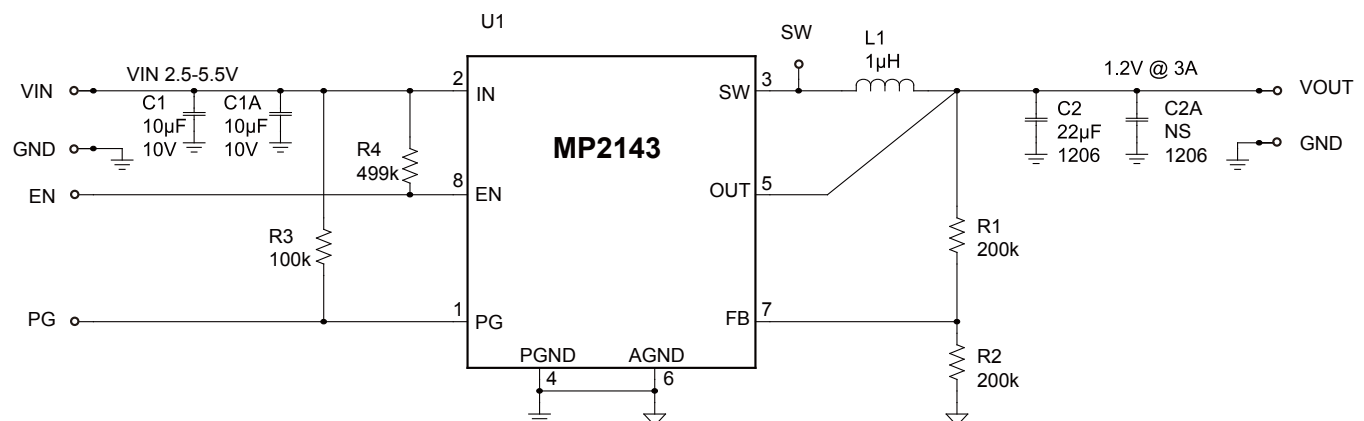 U1
SW
L1
1µH
VIN
VIN 2.5-5.5V
2
IN
SW
3
1.2V @ 3A
VOUT
C1
10µF
10V
C1A
10µF
10V
C2
22µF
1206
C2A
NS
1206
GND
GND
R4
499k
MP2143
EN
8
EN
OUT
5
R3
100k
R1
200k
PG
1
PG
FB
7
PGND
AGND
4
6
R2
200k